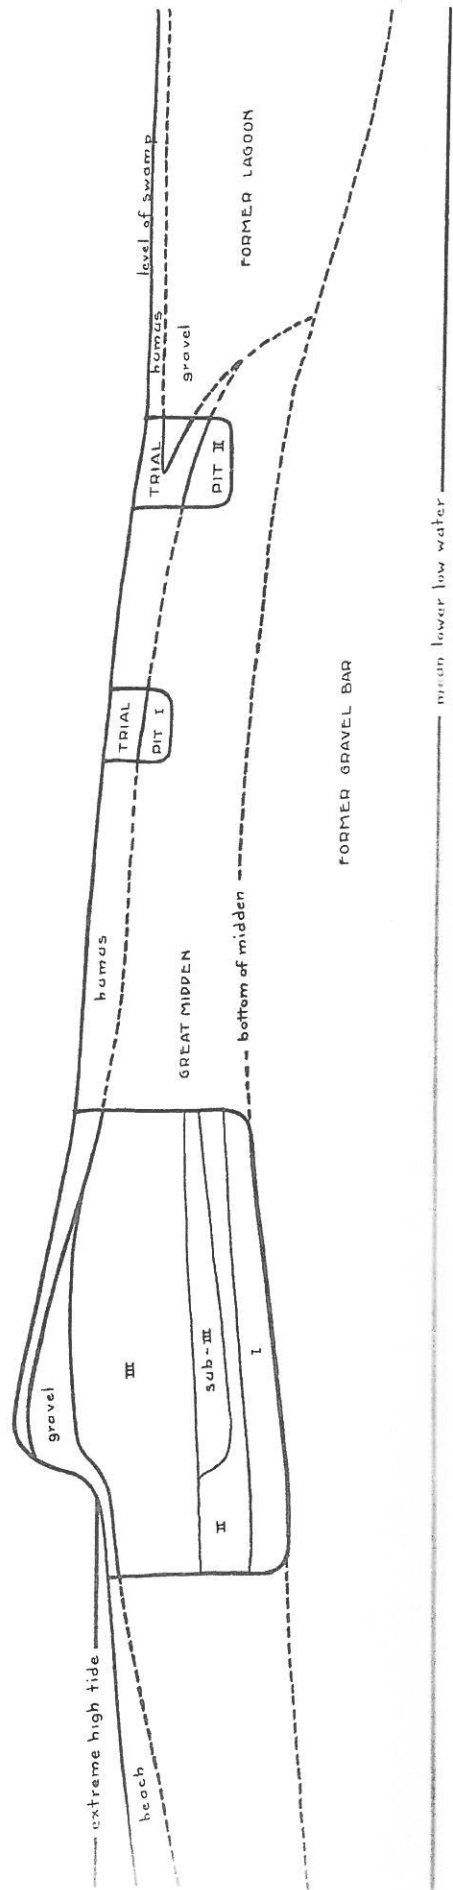 extreme high tide
beach
gravel
III
sub-III
II
I
humus
GREAT MIDDEN
bottom of midden
TRIAL
PIT I
FORMER GRAVEL BAR
TRIAL
PIT II
humus
gravel
level of swamp
FORMER LAGOON
mean lower low water